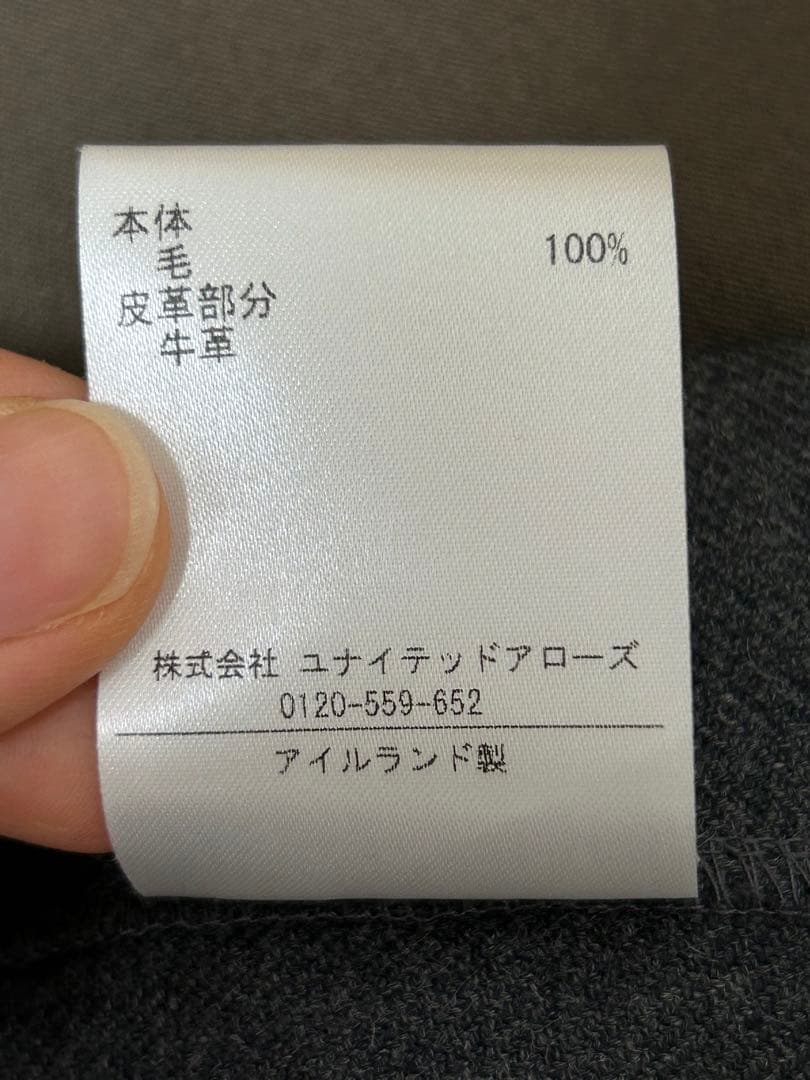 本体
毛 100%
皮革部分
牛革
株式会社 ユナイテッドアローズ
0120-559-652
アイルランド製